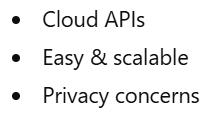 • Cloud APIs
• Easy & scalable
• Privacy concerns